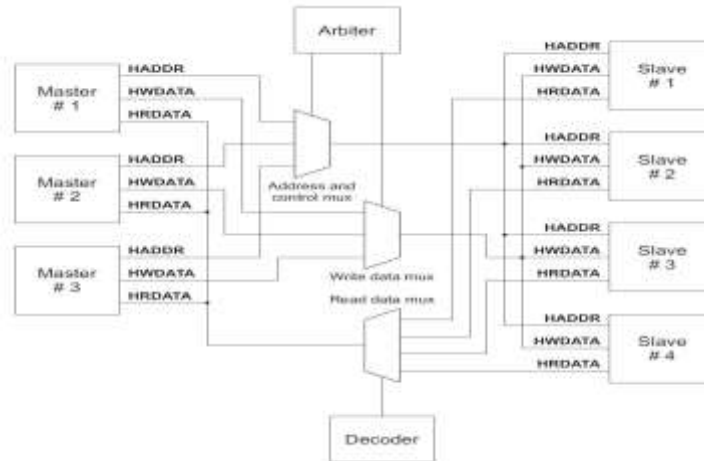 Arbiter
Master
# 1
HADDR
HWDATA
HRDATA
Master
# 2
HADDR
HWDATA
HRDATA
Master
# 3
HADDR
HWDATA
HRDATA
Address and
control mux
Write data mux
Read data mux
Decoder
HADDR
HWDATA
HRDATA
Slave
# 1
HADDR
HWDATA
HRDATA
Slave
# 2
HADDR
HWDATA
HRDATA
Slave
# 3
HADDR
HWDATA
HRDATA
Slave
# 4